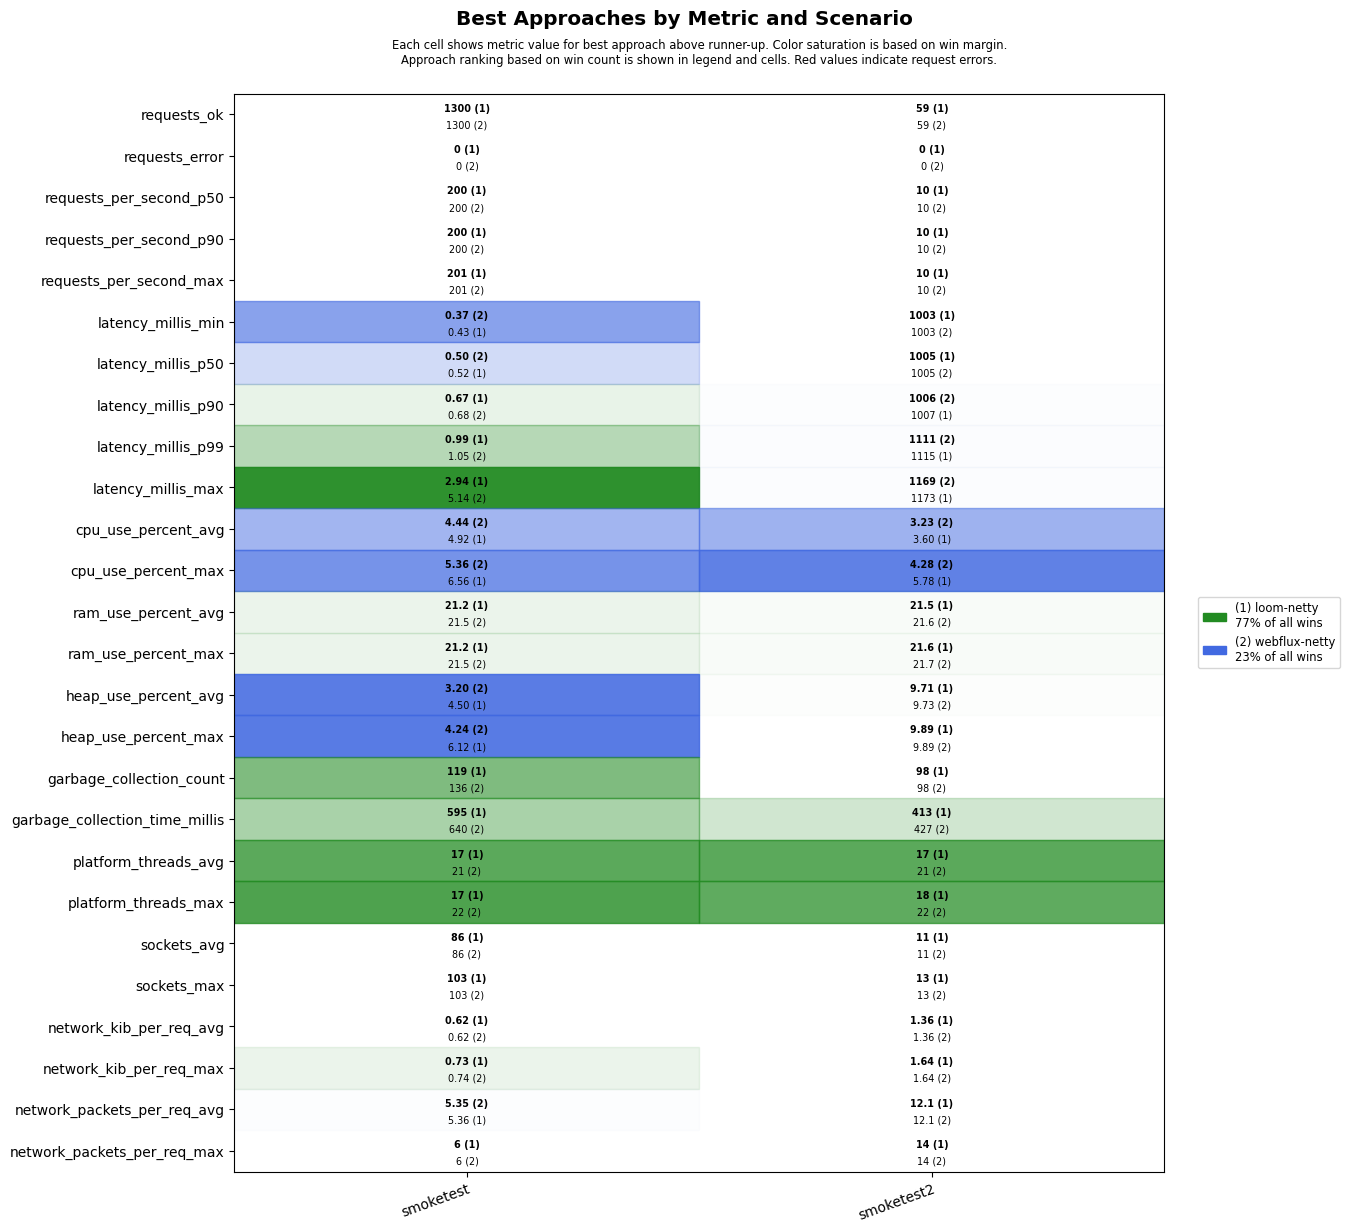 Best Approaches by Metric and Scenario
Each cell shows metric value for best approach above runner-up. Color saturation is based on win margin.
Approach ranking based on win count is shown in legend and cells. Red values indicate request errors.
requests_ok
1300 (1)
1300 (2)
59 (1)
59 (2)
requests_error
0 (1)
0 (2)
0 (1)
0 (2)
requests_per_second_p50
200 (1)
200 (2)
10 (1)
10 (2)
requests_per_second_p90
200 (1)
200 (2)
10 (1)
10 (2)
requests_per_second_max
201 (1)
201 (2)
10 (1)
10 (2)
latency_millis_min
0.37 (2)
0.43 (1)
1003 (1)
1003 (2)
latency_millis_p50
0.50 (2)
0.52 (1)
1005 (1)
1005 (2)
latency_millis_p90
0.67 (1)
0.68 (2)
1006 (2)
1007 (1)
latency_millis_p99
0.99 (1)
1.05 (2)
1111 (2)
1115 (1)
latency_millis_max
2.94 (1)
5.14 (2)
1169 (2)
1173 (1)
cpu_use_percent_avg
4.44 (2)
4.92 (1)
3.23 (2)
3.60 (1)
cpu_use_percent_max
5.36 (2)
6.56 (1)
4.28 (2)
5.78 (1)
ram_use_percent_avg
21.2 (1)
21.5 (2)
21.5 (1)
21.6 (2)
ram_use_percent_max
21.2 (1)
21.5 (2)
21.6 (1)
21.7 (2)
heap_use_percent_avg
3.20 (2)
4.50 (1)
9.71 (1)
9.73 (2)
heap_use_percent_max
4.24 (2)
6.12 (1)
9.89 (1)
9.89 (2)
garbage_collection_count
119 (1)
136 (2)
98 (1)
98 (2)
garbage_collection_time_millis
595 (1)
640 (2)
413 (1)
427 (2)
platform_threads_avg
17 (1)
21 (2)
17 (1)
21 (2)
platform_threads_max
17 (1)
22 (2)
18 (1)
22 (2)
sockets_avg
86 (1)
86 (2)
11 (1)
11 (2)
sockets_max
103 (1)
103 (2)
13 (1)
13 (2)
network_kib_per_req_avg
0.62 (1)
0.62 (2)
1.36 (1)
1.36 (2)
network_kib_per_req_max
0.73 (1)
0.74 (2)
1.64 (1)
1.64 (2)
network_packets_per_req_avg
5.35 (2)
5.36 (1)
12.1 (1)
12.1 (2)
network_packets_per_req_max
6 (1)
6 (2)
14 (1)
14 (2)
smoketest
smoketest2
(1) loom-netty
77% of all wins
(2) webflux-netty
23% of all wins